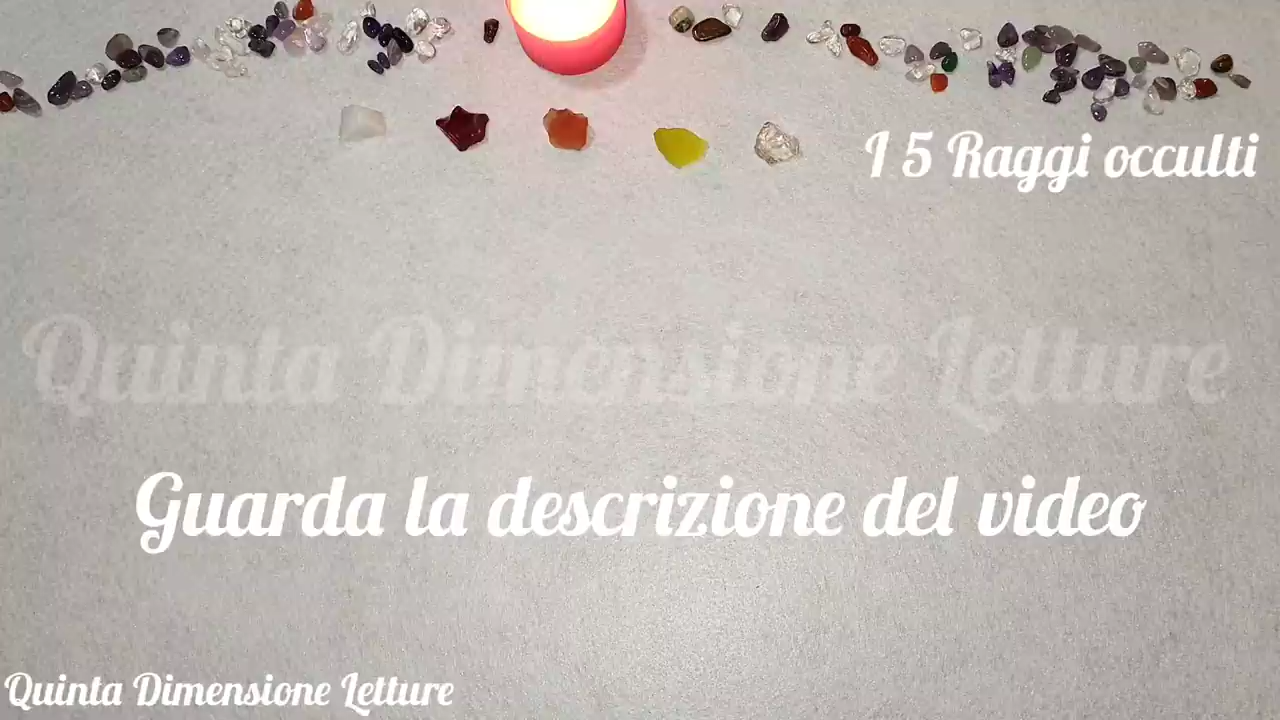 I 5 Raggi occulti
Quinta Dimensione Letture
Guarda la descrizione del video
Quinta Dimensione Letture